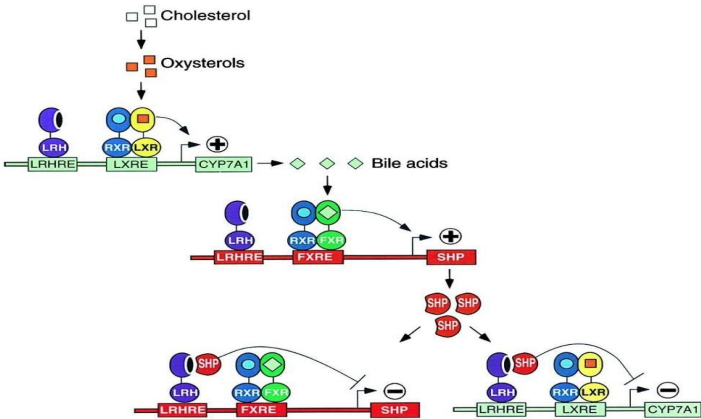 Cholesterol
Oxysterols
LRH RXR LXR
LRHRE LXRE CYP7A1 Bile acids
LRH RXR FXR
LRHRE FXRE SHP
SHP SHP
SHP
SHP SHP
LRH RXR FXR LRH RXR LXR
LRHRE FXRE SHP LRHRE LXRE CYP7A1